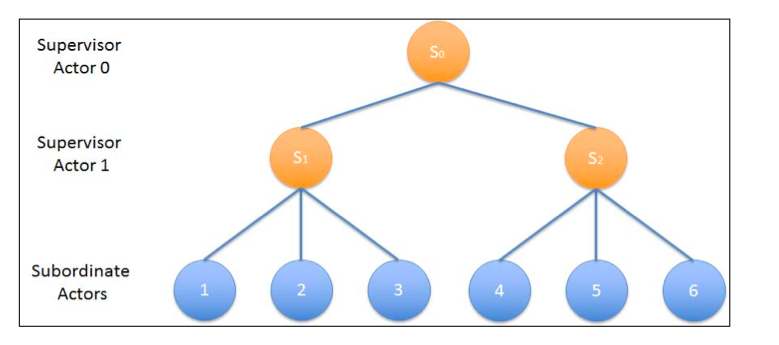 Supervisor
Actor 0
S0
Supervisor
Actor 1
S1
S2
Subordinate
Actors
1
2
3
4
5
6